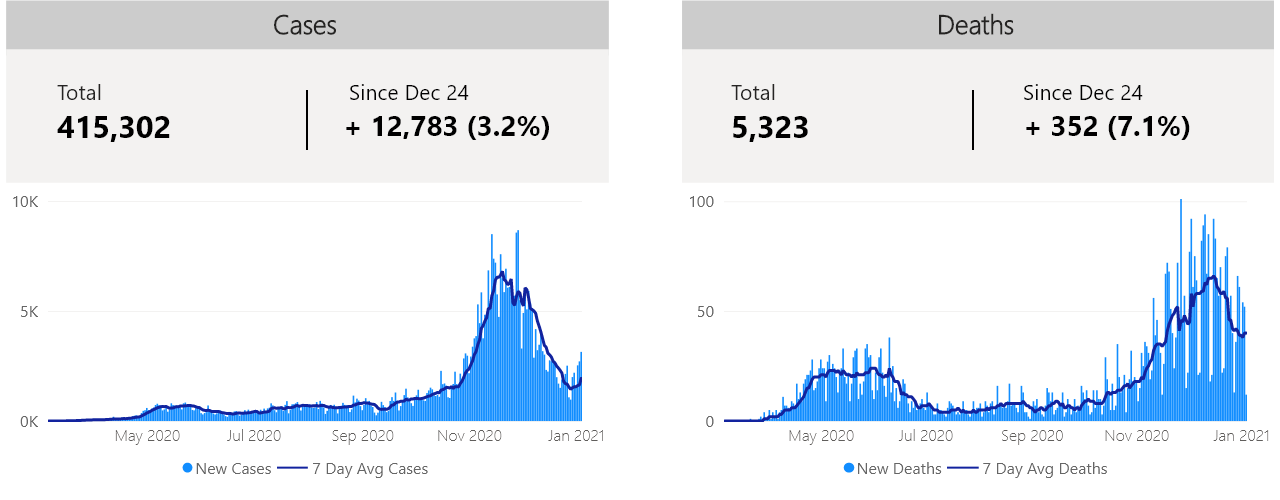 Cases
Total
415,302
Since Dec 24
+ 12,783 (3.2%)
10K
5K
0K
May 2020
Jul 2020
Sep 2020
Nov 2020
Jan 2021
New Cases
7 Day Avg Cases
Deaths
Total
5,323
Since Dec 24
+ 352 (7.1%)
100
50
0
May 2020
Jul 2020
Sep 2020
Nov 2020
Jan 2021
New Deaths
7 Day Avg Deaths